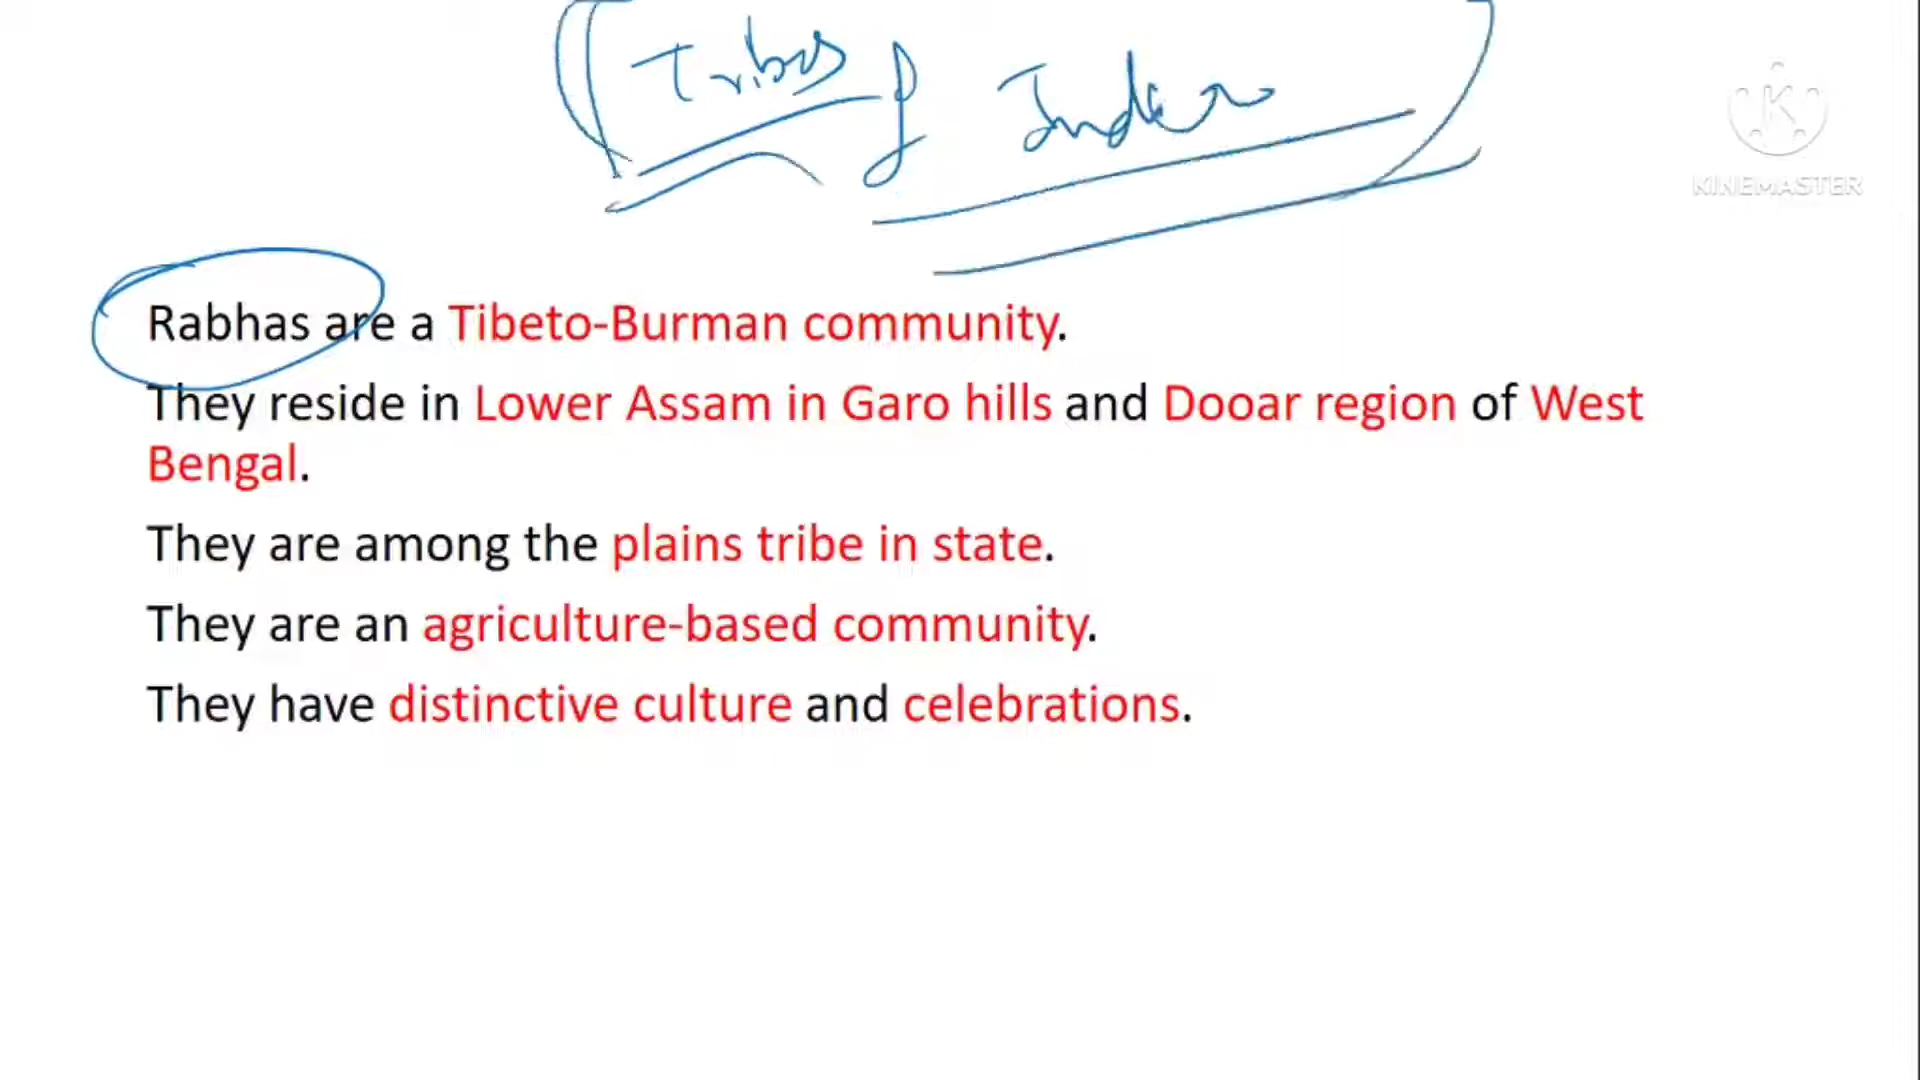 Tribes of India
K
KINEMASTER
Rabhas are a Tibeto-Burman community.
They reside in Lower Assam in Garo hills and Dooar region of West
Bengal.
They are among the plains tribe in state.
They are an agriculture-based community.
They have distinctive culture and celebrations.